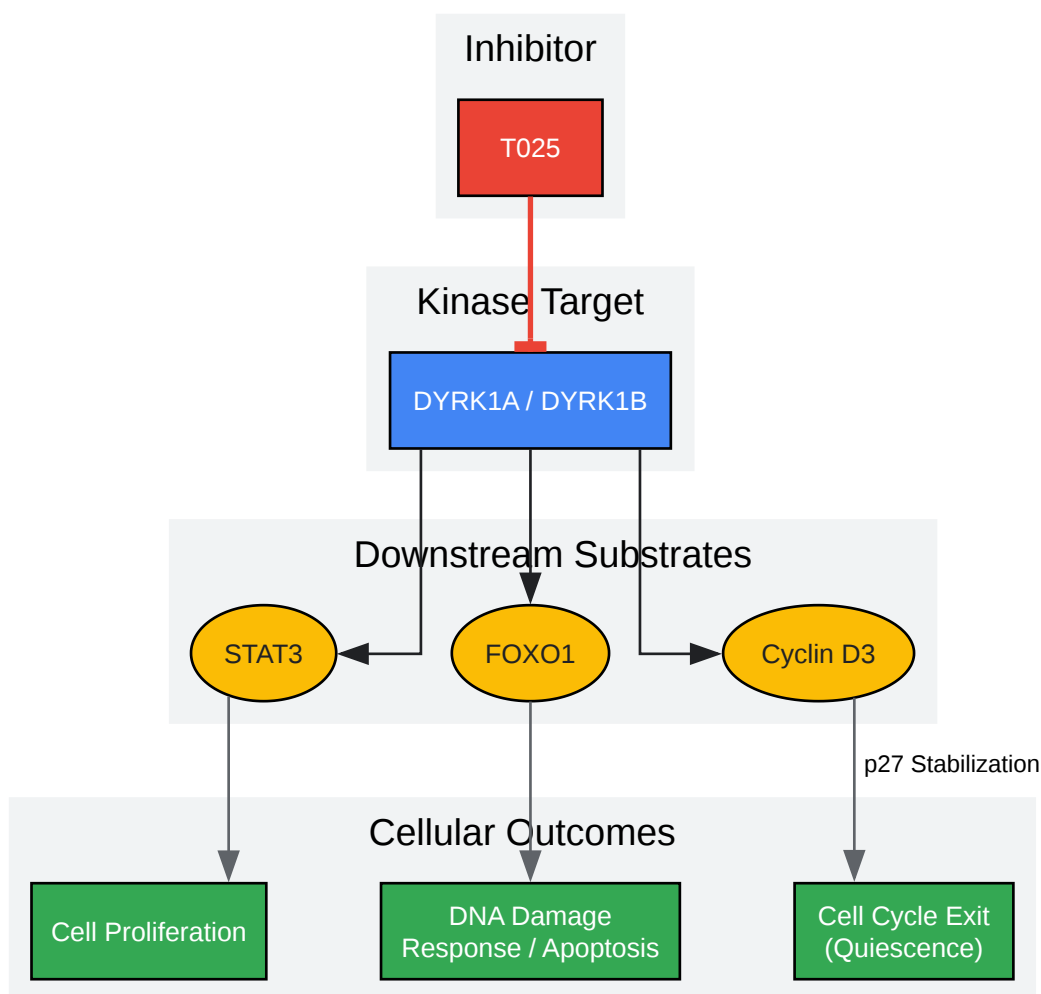 Inhibitor
T025
Kinase Target
DYRK1A / DYRK1B
Downstream Substrates
STAT3
FOXO1
Cyclin D3
p27 Stabilization
Cellular Outcomes
Cell Proliferation
DNA Damage
Response / Apoptosis
Cell Cycle Exit
(Quiescence)